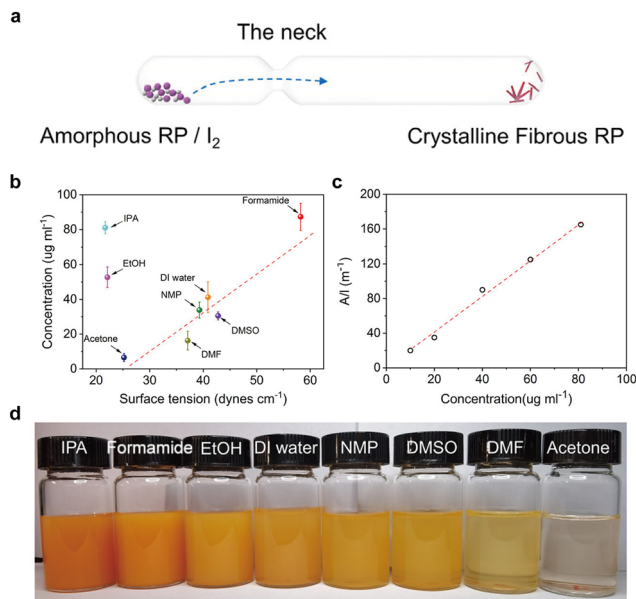 a
The neck
Amorphous RP / I₂
Crystalline Fibrous RP
b
Concentration (ug ml⁻¹)
100
80
60
40
20
0
IPA
EtOH
Acetone
NMP
DI water
DMF
DMSO
Formamide
20
30
40
50
60
Surface tension (dynes cm⁻¹)
c
A/l (m⁻¹)
200
160
120
80
40
0
0
20
40
60
80
100
Concentration(ug ml⁻¹)
d
IPA
Formamide
EtOH
DI water
NMP
DMSO
DMF
Acetone